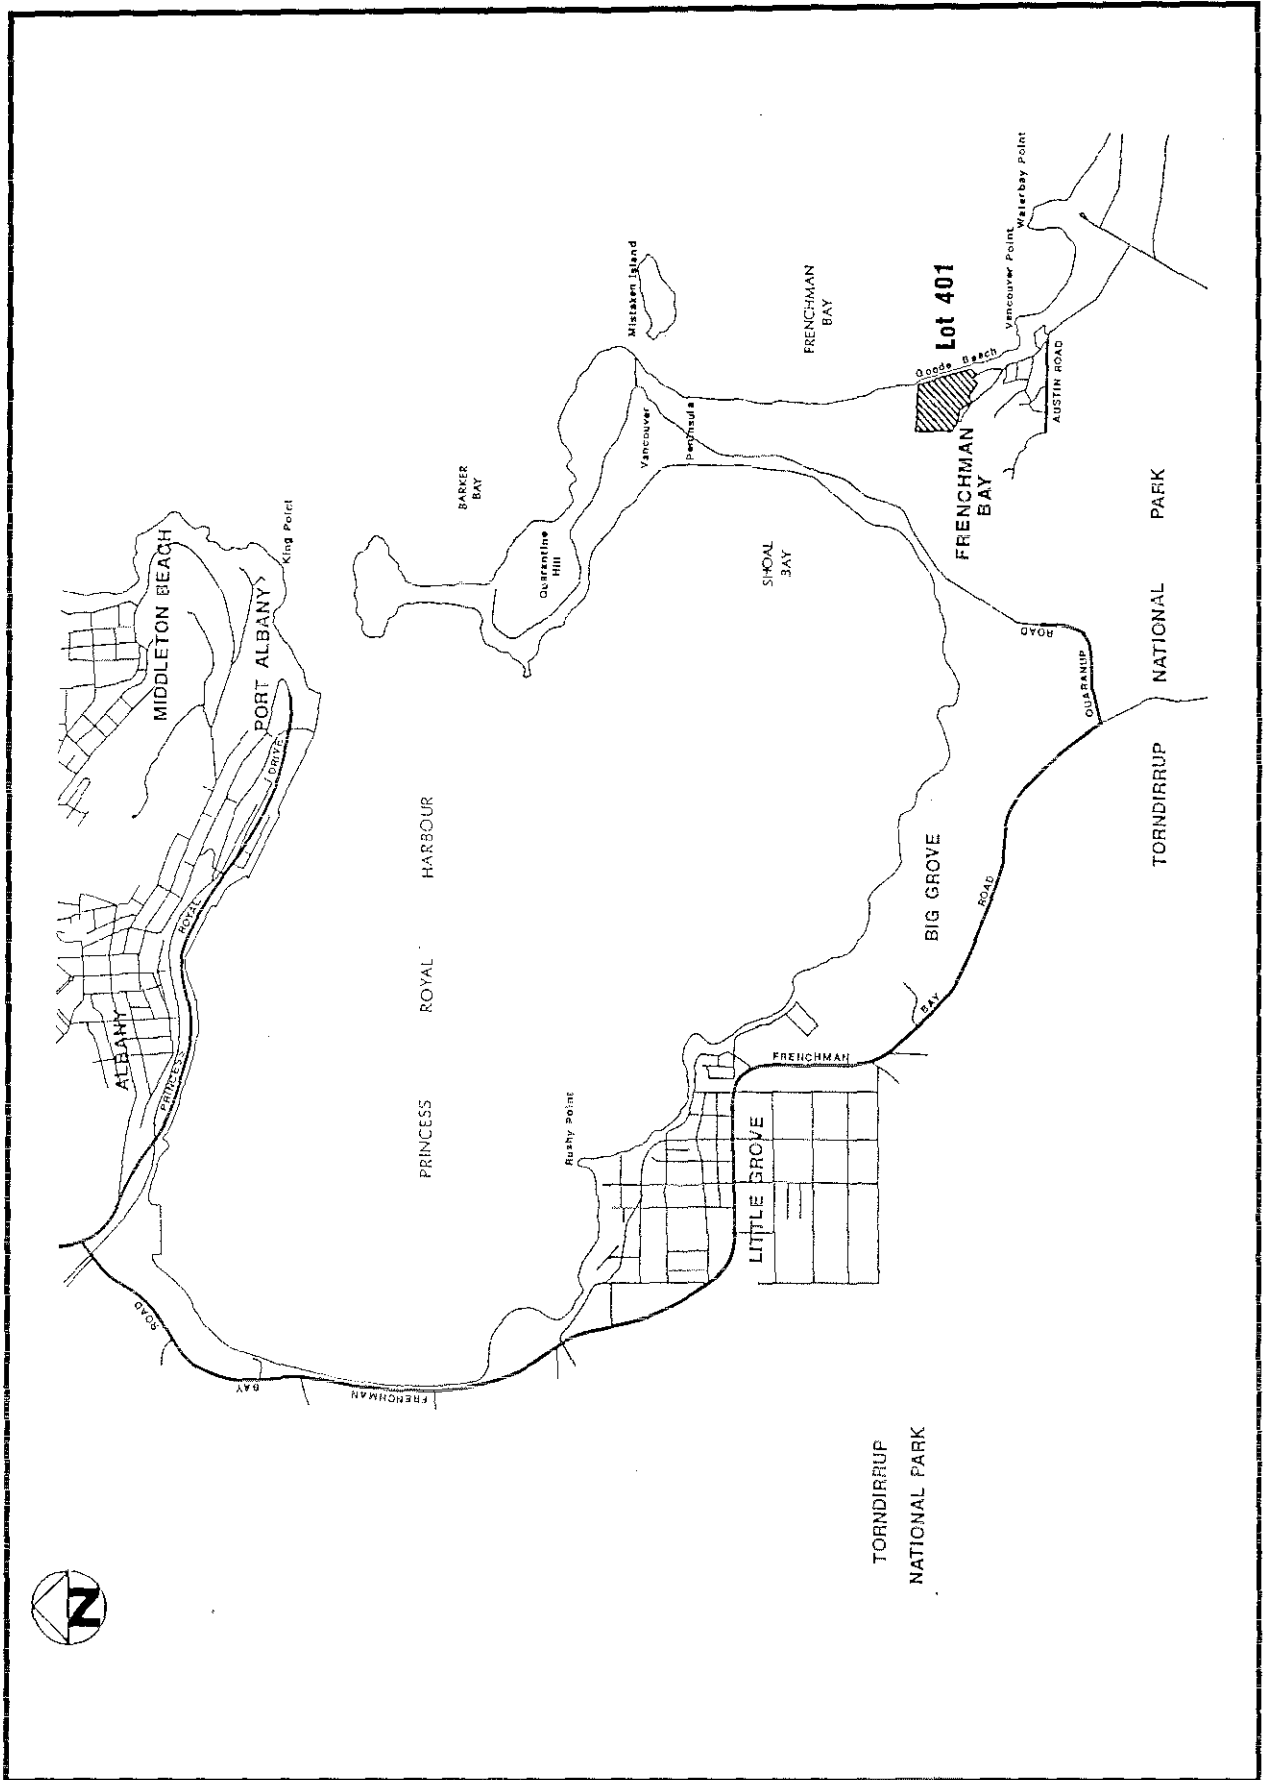 N
MIDDLETON BEACH
PORT ALBANY
King Point
ALBANY
PRINCESS
ROYAL
DRIVE
BARKER
BAY
Mistaken Island
Quarantine
Hill
Vancouver
Peninsula
FRENCHMAN
BAY
SHOAL
BAY
PRINCESS ROYAL HARBOUR
Lot 401
Goode Beach
Vancouver Point
Waterbay Point
FRENCHMAN
BAY
AUSTIN ROAD
QUARANUP
ROAD
Rushy Point
LITTLE GROVE
BIG GROVE
FRENCHMAN
BAY
ROAD
FRENCHMAN
BAY
ROAD
TORNDIRRUP NATIONAL PARK
TORNDIRRUP
NATIONAL PARK